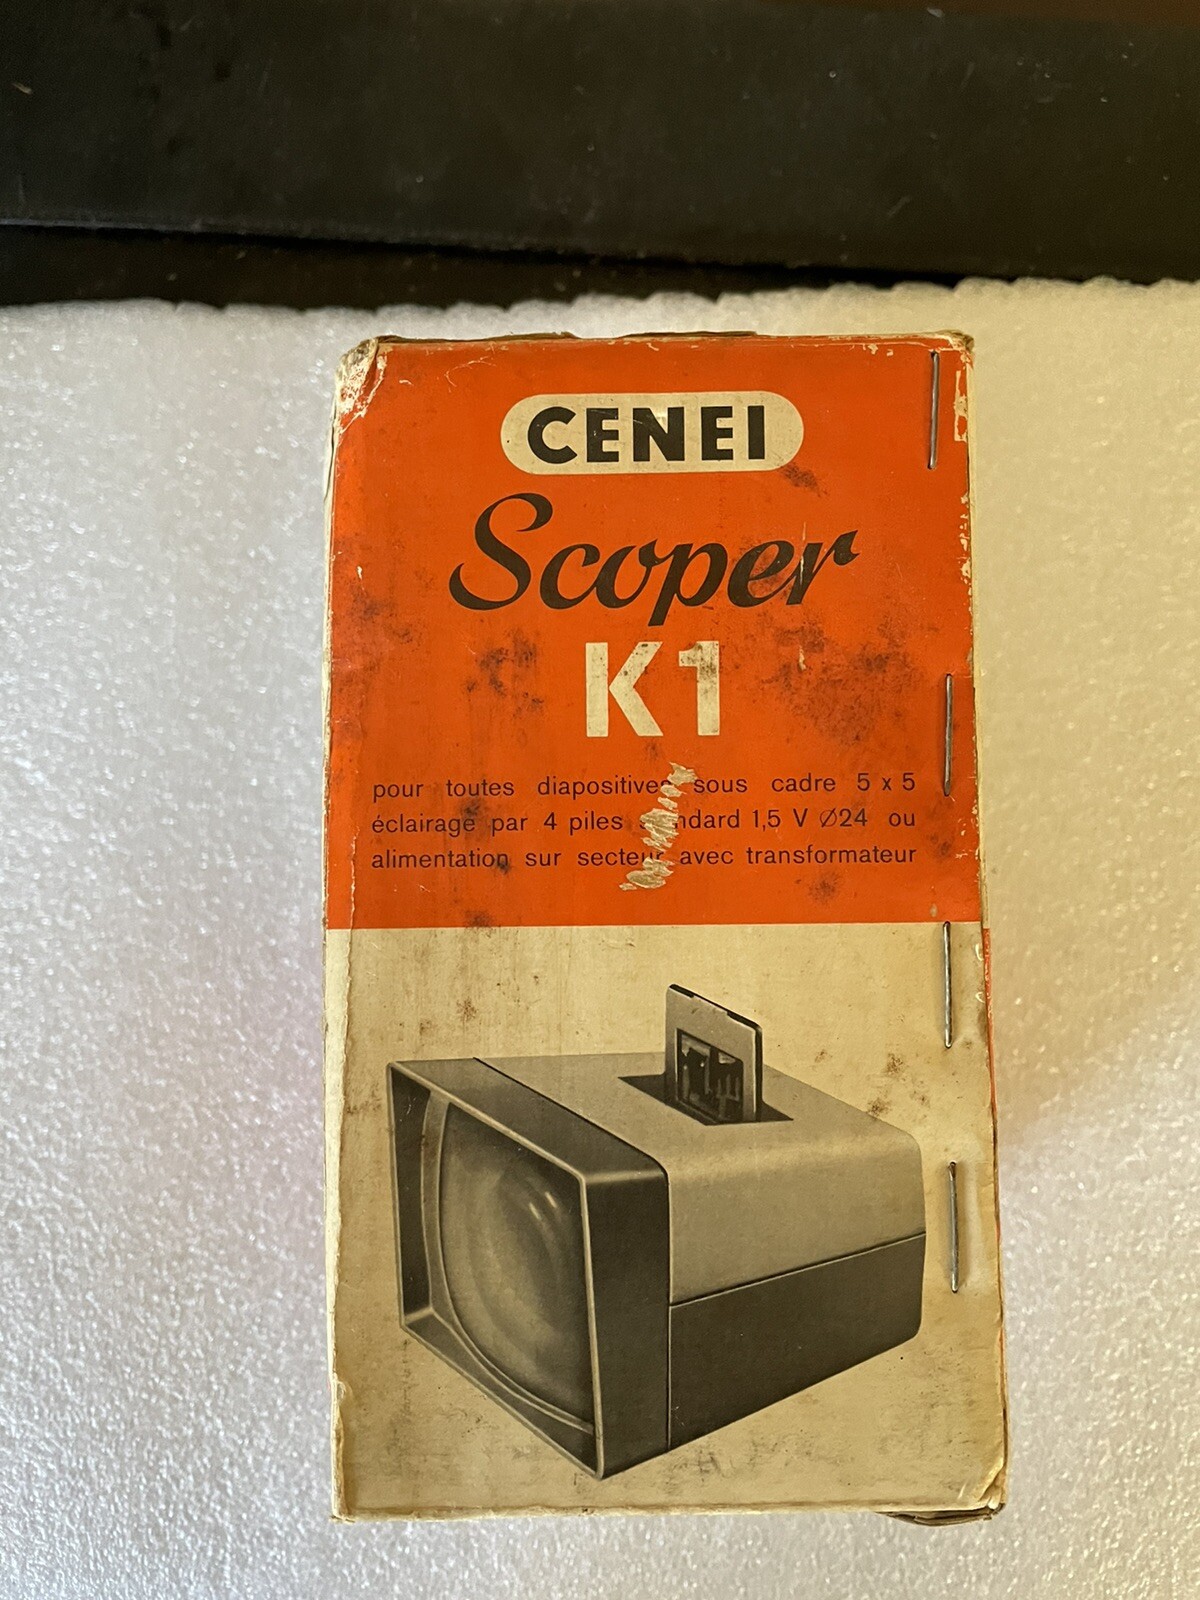 CENEI
Scoper
K1
pour toutes diapositives sous cadre 5 x 5
éclairage par 4 piles standard 1,5 V Ø24 ou
alimentation sur secteur avec transformateur